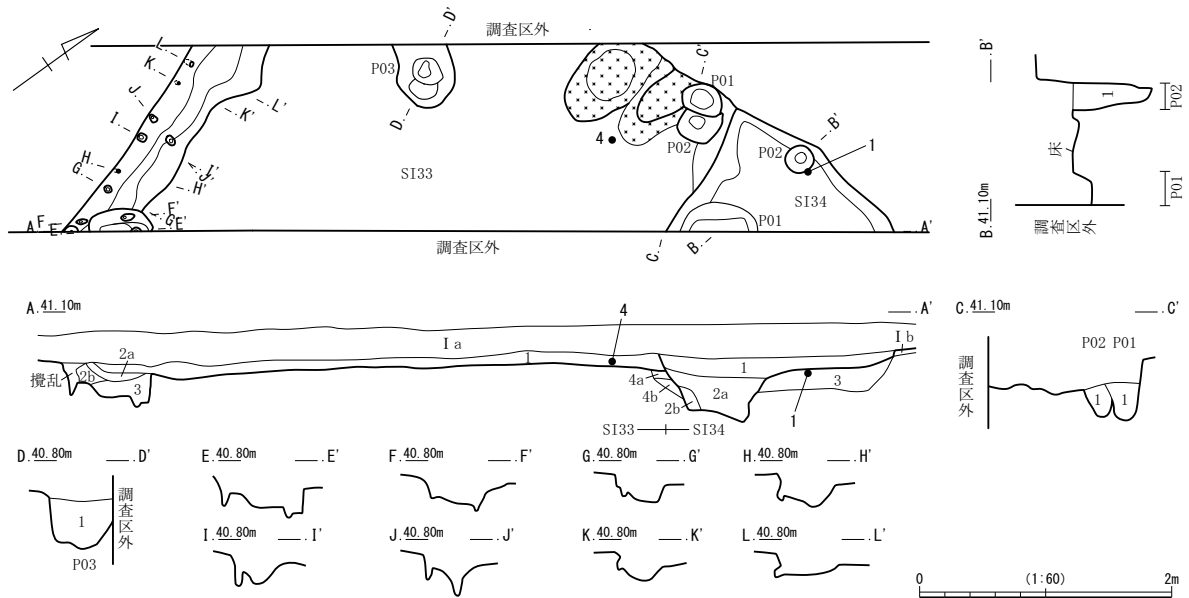 調査区外
D'
C'
L
K
J
I
H
G
A
F
E
P03
D
L'
K'
I'
J'
H'
F'
G'
E'
SI33
4
P01
P02
P02
B'
1
SI34
P01
C
B
A'
調査区外
B'
1
P02
床
P01
B. 41.10m
調査区外
A. 41.10m
A'
4
Ⅰa
Ⅰb
1
1
攪乱
2b
2a
3
4a
4b
2b
2a
3
1
SI33
SI34
C. 41.10m
C'
調査区外
P02 P01
1
1
D. 40.80m
D'
1
P03
調査区外
E. 40.80m
E'
F. 40.80m
F'
G. 40.80m
G'
H. 40.80m
H'
I. 40.80m
I'
J. 40.80m
J'
K. 40.80m
K'
L. 40.80m
L'
0
(1:60)
2m